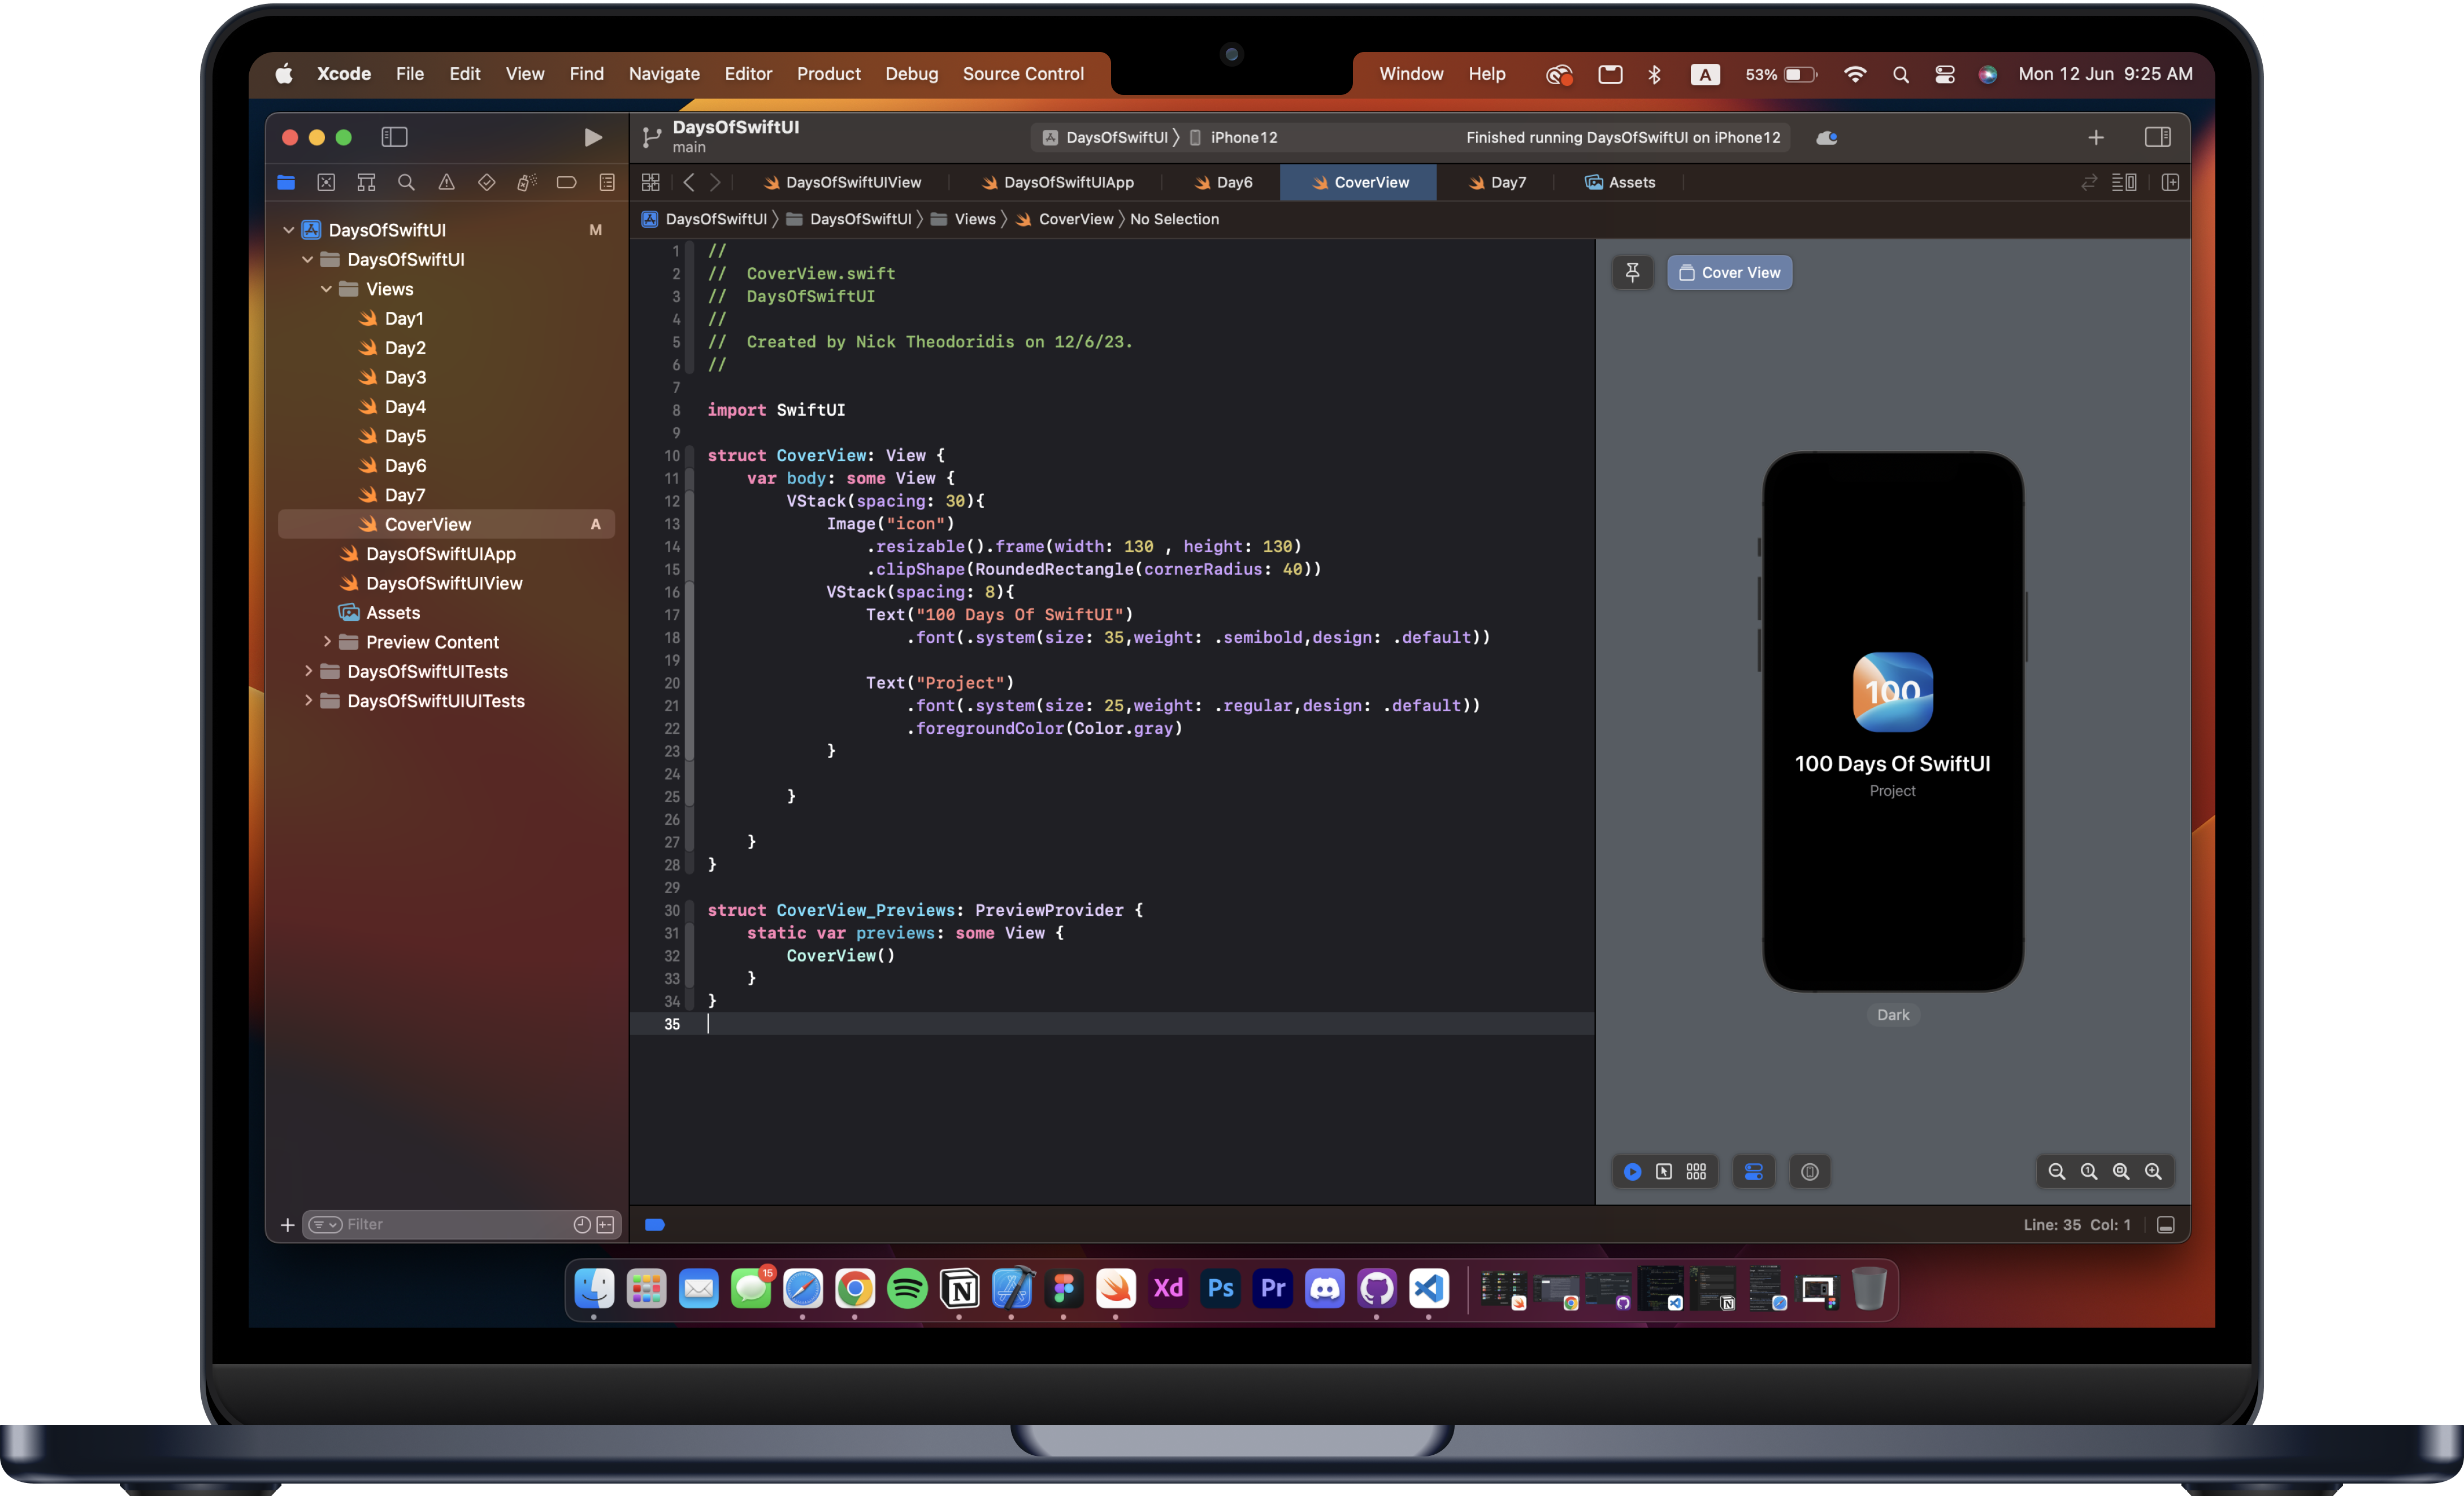 Xcode File Edit View Find Navigate Editor Product Debug Source Control Window Help A 53% Mon 12 Jun 9:25 AM
DaysOfSwiftUI
main
DaysOfSwiftUI iPhone12 Finished running DaysOfSwiftUI on iPhone12
DaysOfSwiftUIView DaysOfSwiftUIApp Day6 CoverView Day7 Assets
DaysOfSwiftUI DaysOfSwiftUI Views CoverView No Selection
DaysOfSwiftUI M
DaysOfSwiftUI
Views
Day1
Day2
Day3
Day4
Day5
Day6
Day7
CoverView A
DaysOfSwiftUIApp
DaysOfSwiftUIView
Assets
Preview Content
DaysOfSwiftUITests
DaysOfSwiftUIUITests
Filter
1 //
2 //  CoverView.swift
3 //  DaysOfSwiftUI
4 //
5 //  Created by Nick Theodoridis on 12/6/23.
6 //
7
8 import SwiftUI
9
10 struct CoverView: View {
11     var body: some View {
12         VStack(spacing: 30){
13             Image("icon")
14                 .resizable().frame(width: 130 , height: 130)
15                 .clipShape(RoundedRectangle(cornerRadius: 40))
16             VStack(spacing: 8){
17                 Text("100 Days Of SwiftUI")
18                     .font(.system(size: 35,weight: .semibold,design: .default))
19
20                 Text("Project")
21                     .font(.system(size: 25,weight: .regular,design: .default))
22                     .foregroundColor(Color.gray)
23             }
24
25         }
26
27     }
28 }
29
30 struct CoverView_Previews: PreviewProvider {
31     static var previews: some View {
32         CoverView()
33     }
34 }
35
Cover View
100
100 Days Of SwiftUI
Project
Dark
Line: 35 Col: 1
15
Xd Ps Pr